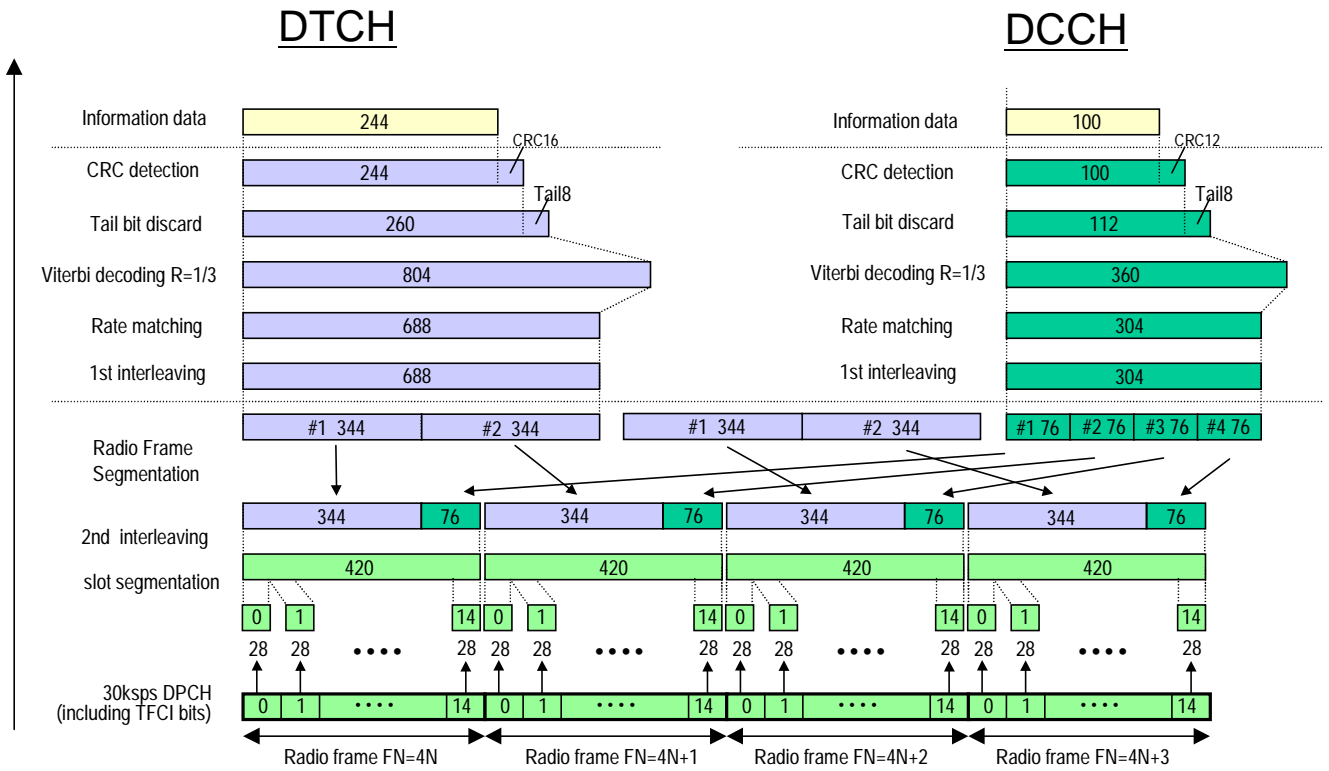 DTCH DCCH
Information data 244 Information data 100
CRC16 CRC12
CRC detection 244 CRC detection 100
Tail8 Tail8
Tail bit discard 260 Tail bit discard 112
Viterbi decoding R=1/3 804 Viterbi decoding R=1/3 360
Rate matching 688 Rate matching 304
1st interleaving 688 1st interleaving 304
#1 344 #2 344 #1 344 #2 344 #1 76 #2 76 #3 76 #4 76
Radio Frame
Segmentation
344 76 344 76 344 76 344 76
2nd interleaving
420 420 420 420
slot segmentation
0 1 14 0 1 14 0 1 14 0 1 14
28 28 •••• 28 28 28 •••• 28 28 28 •••• 28 28 28 •••• 28
30ksps DPCH
(including TFCI bits)
0 1 •••• 14 0 1 •••• 14 0 1 •••• 14 0 1 •••• 14
Radio frame FN=4N Radio frame FN=4N+1 Radio frame FN=4N+2 Radio frame FN=4N+3